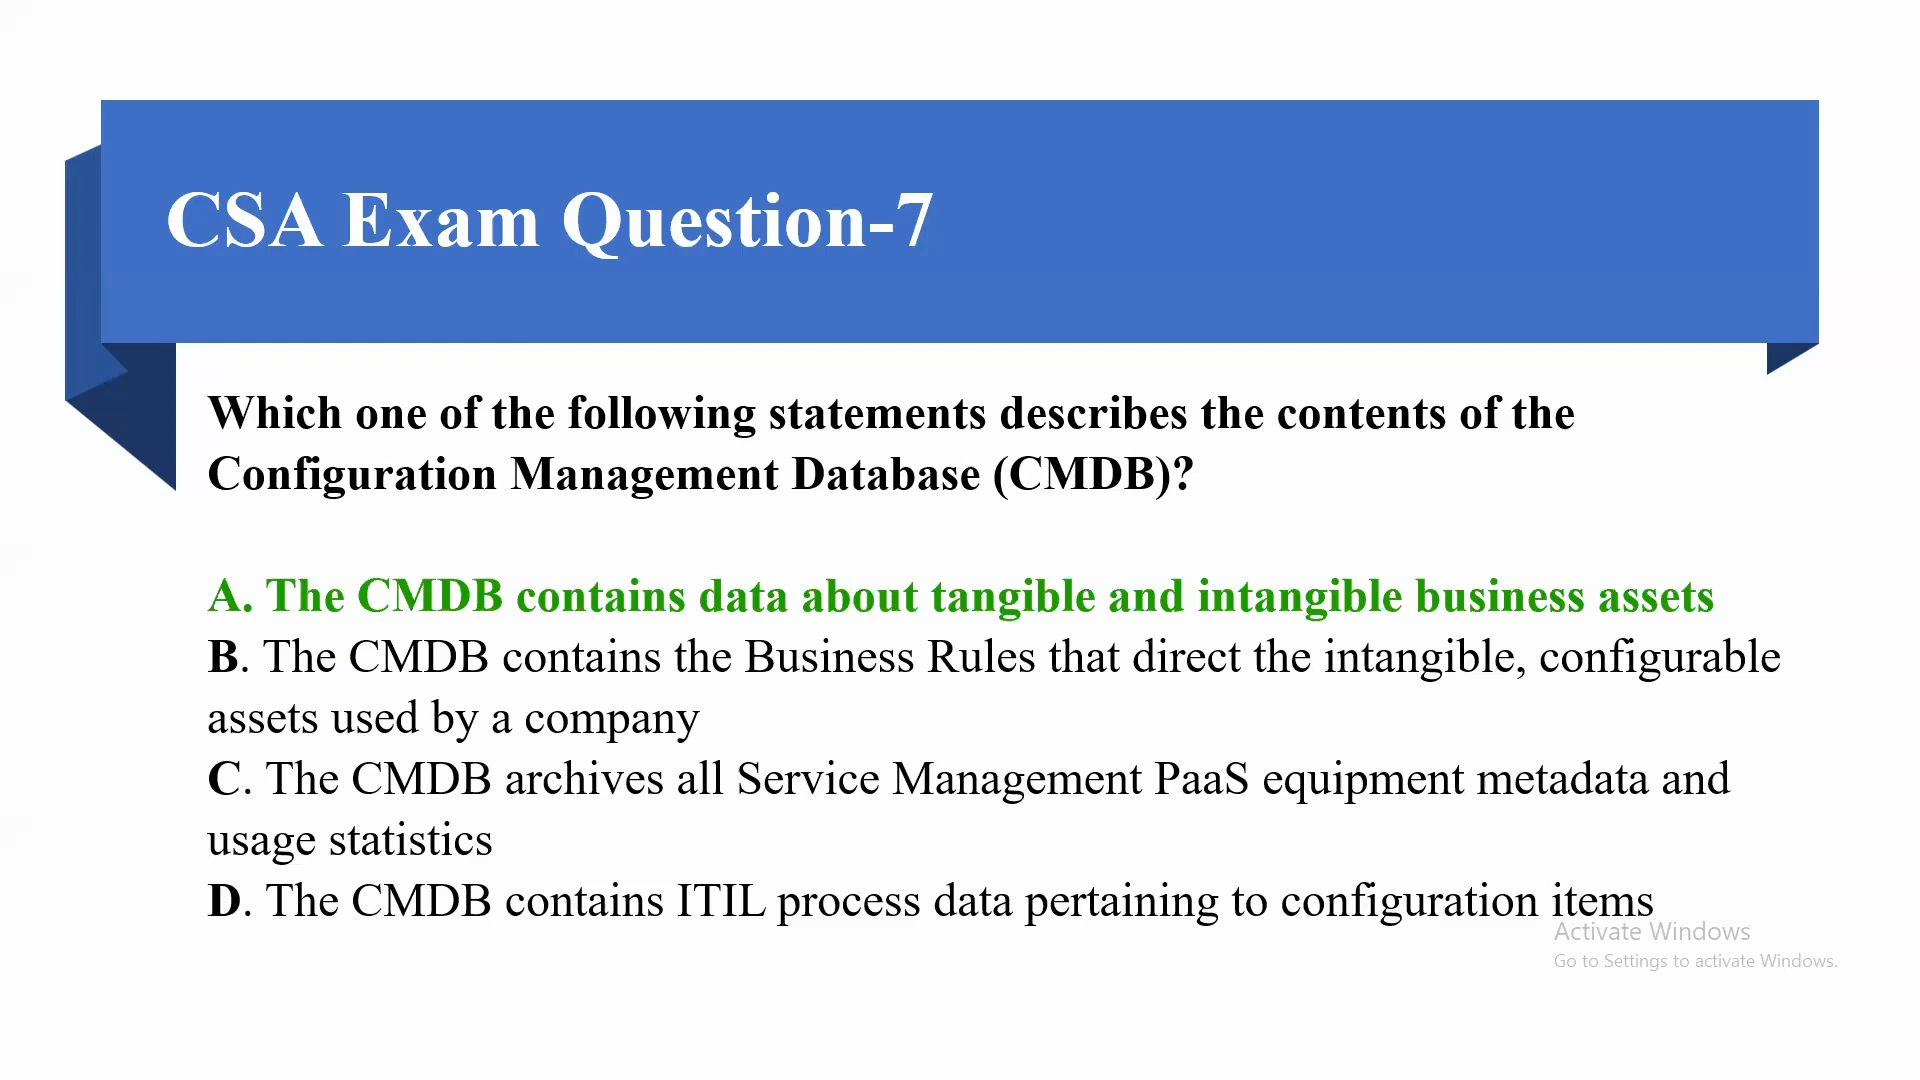 CSA Exam Question-7
Which one of the following statements describes the contents of the
Configuration Management Database (CMDB)?
A. The CMDB contains data about tangible and intangible business assets
B. The CMDB contains the Business Rules that direct the intangible, configurable
assets used by a company
C. The CMDB archives all Service Management PaaS equipment metadata and
usage statistics
D. The CMDB contains ITIL process data pertaining to configuration items
Activate Windows
Go to Settings to activate Windows.